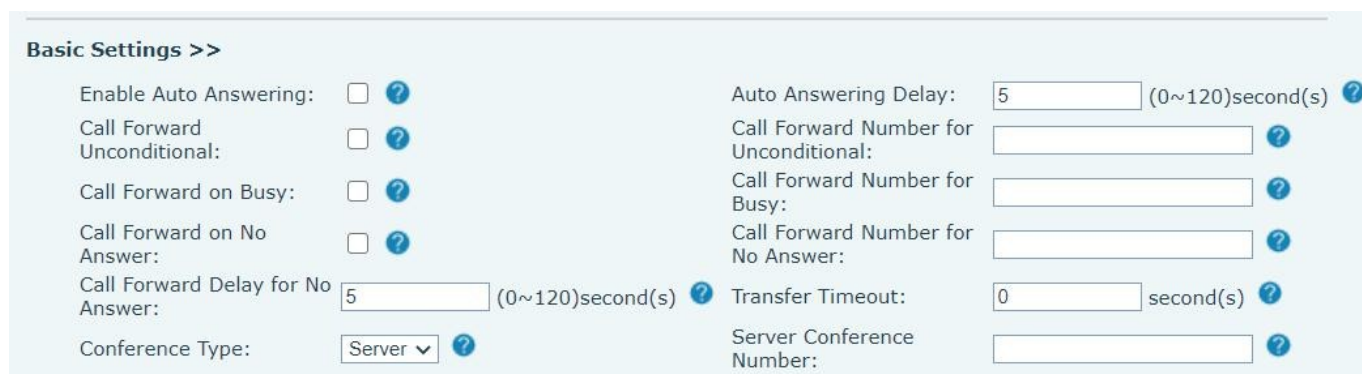 Basic Settings >>
Enable Auto Answering: ? Auto Answering Delay: 5 (0~120)second(s) ?
Call Forward Unconditional: ? Call Forward Number for Unconditional: ?
Call Forward on Busy: ? Call Forward Number for Busy: ?
Call Forward on No Answer: ? Call Forward Number for No Answer: ?
Call Forward Delay for No Answer: 5 (0~120)second(s) ? Transfer Timeout: 0 second(s) ?
Conference Type: Server ? Server Conference Number: ?